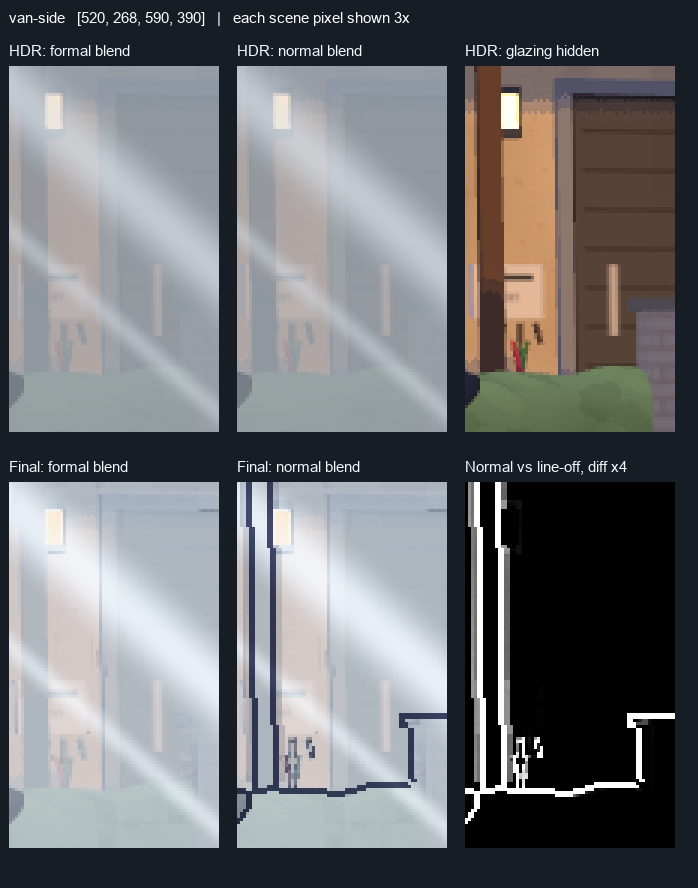 van-side   [520, 268, 590, 390]   |   each scene pixel shown 3x
HDR: formal blend
HDR: normal blend
HDR: glazing hidden
Final: formal blend
Final: normal blend
Normal vs line-off, diff x4